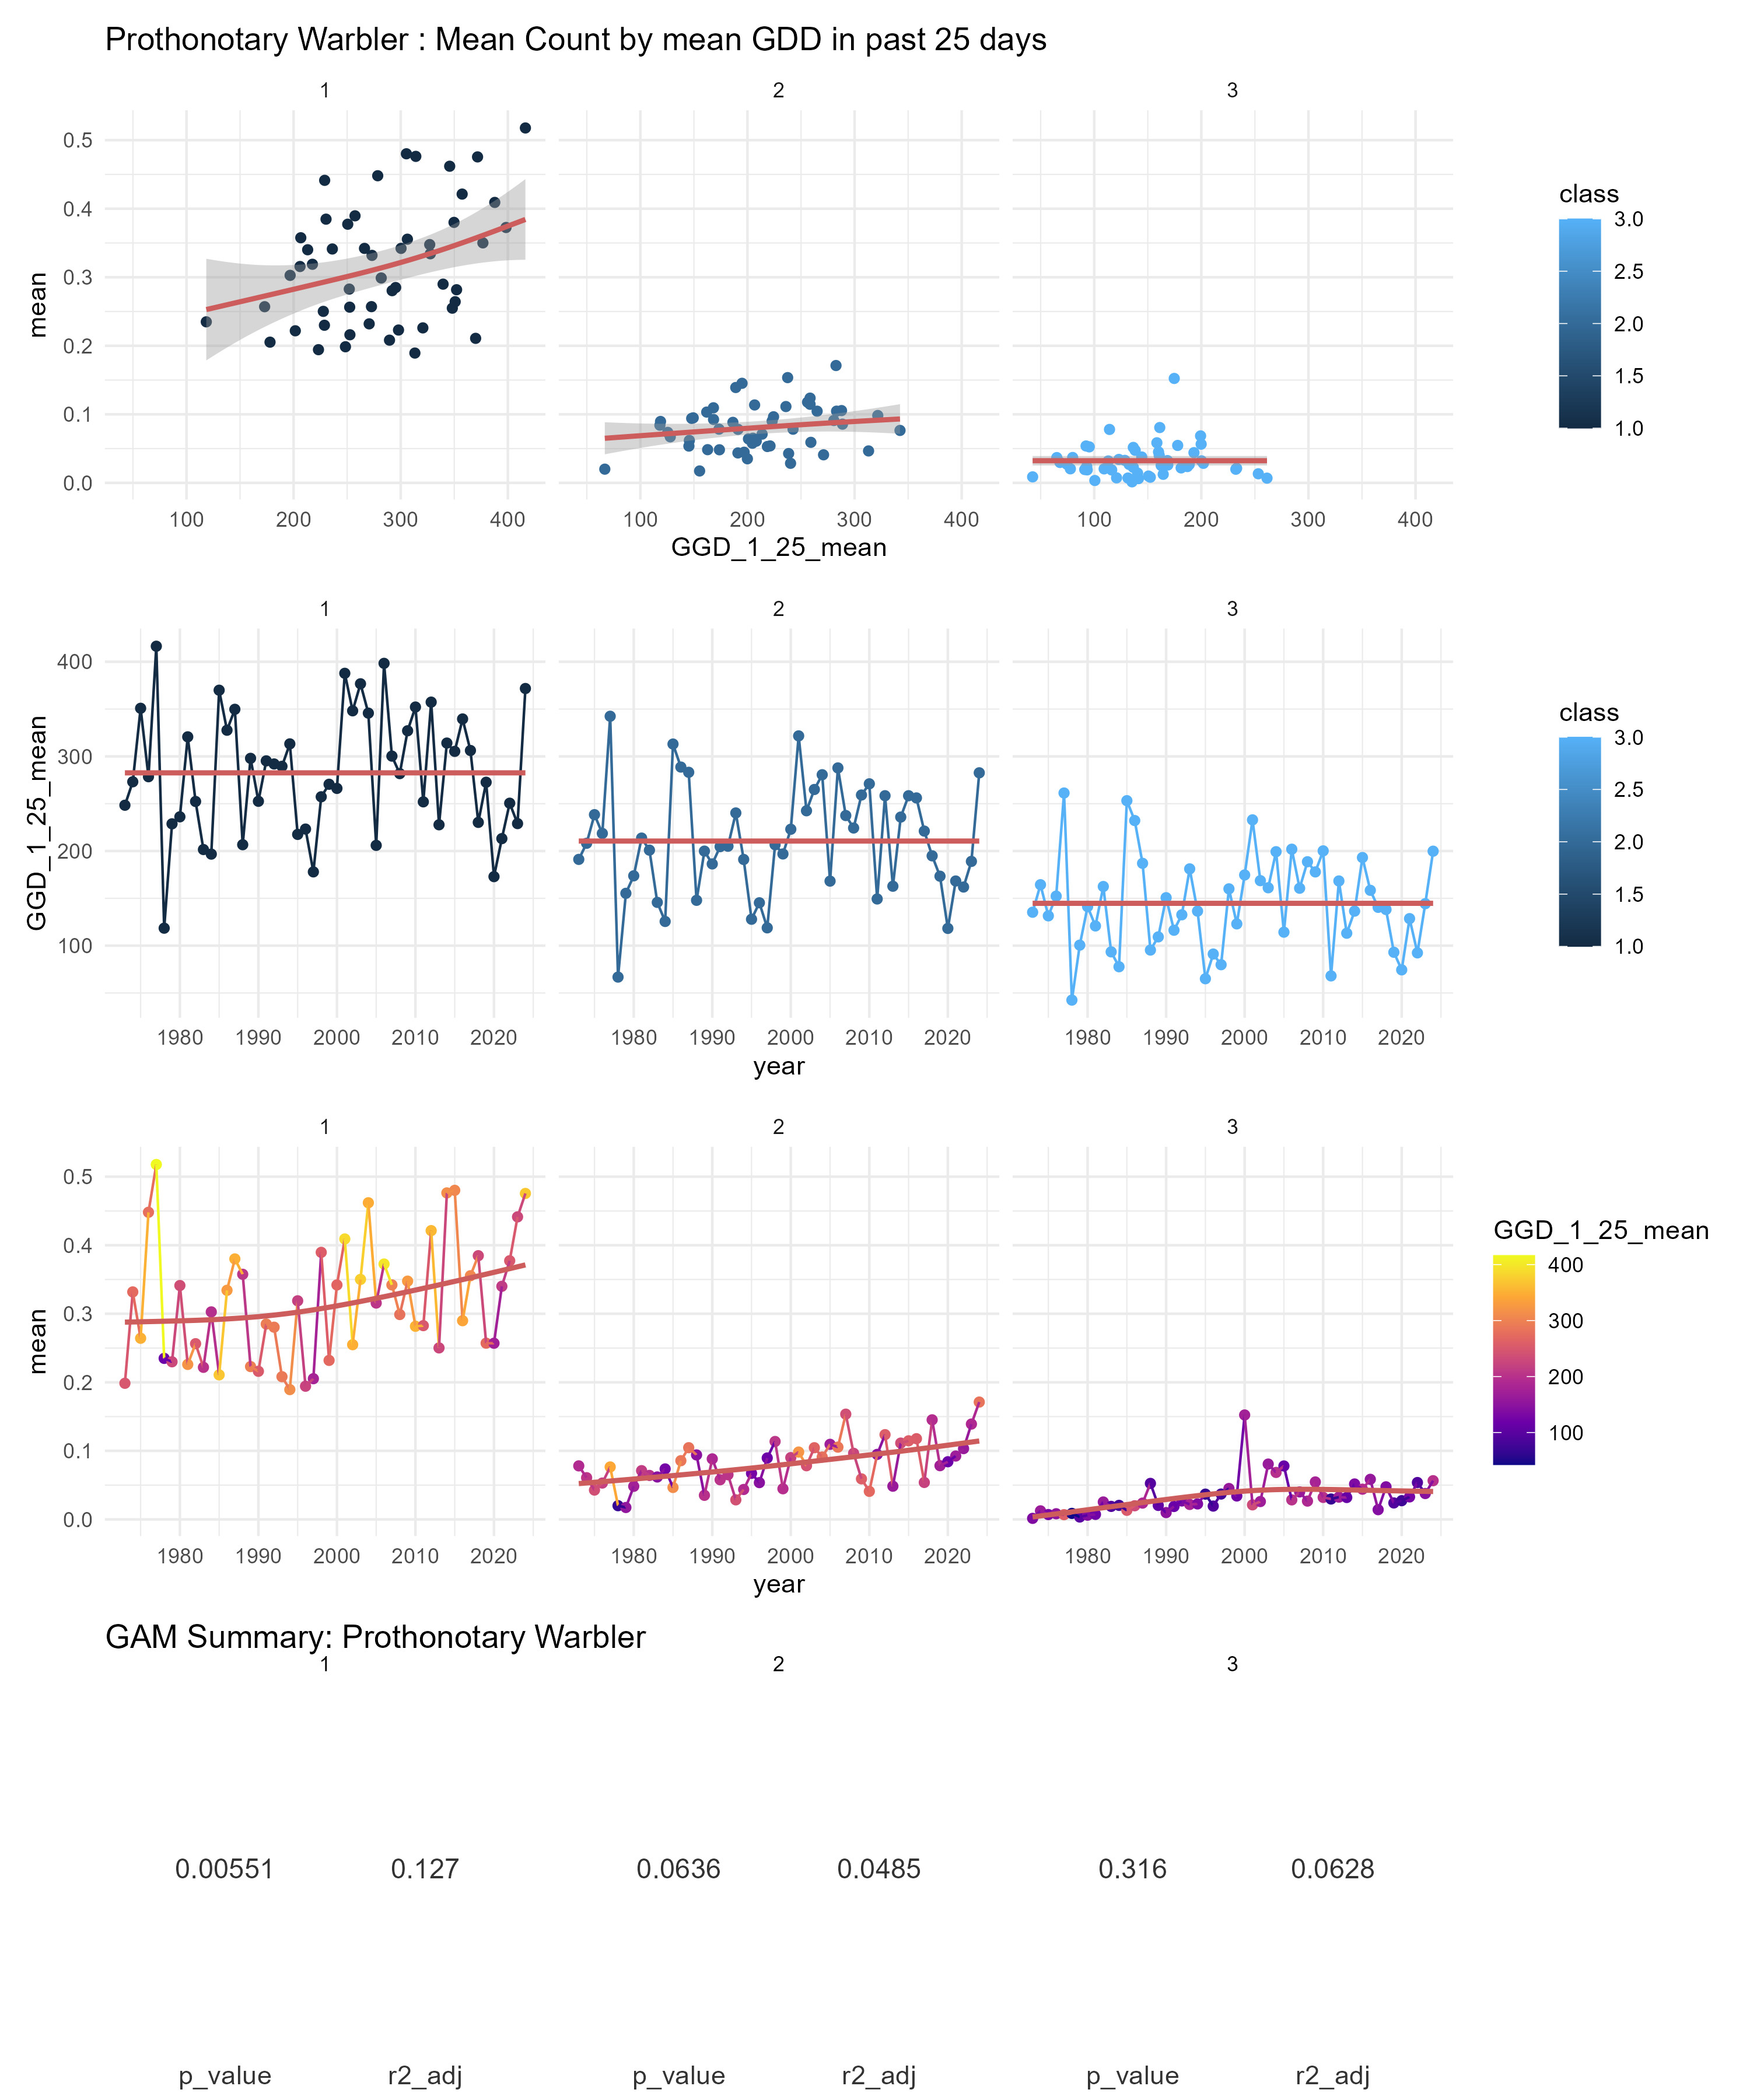 Prothonotary Warbler : Mean Count by mean GDD in past 25 days
1 2 3
mean
0.5
0.4
0.3
0.2
0.1
0.0
100 200 300 400 100 200 300 400 100 200 300 400
GGD_1_25_mean
class
3.0
2.5
2.0
1.5
1.0
1 2 3
GGD_1_25_mean
400
300
200
100
1980 1990 2000 2010 2020 1980 1990 2000 2010 2020 1980 1990 2000 2010 2020
year
class
3.0
2.5
2.0
1.5
1.0
1 2 3
mean
0.5
0.4
0.3
0.2
0.1
0.0
1980 1990 2000 2010 2020 1980 1990 2000 2010 2020 1980 1990 2000 2010 2020
year
GGD_1_25_mean
400
300
200
100
GAM Summary: Prothonotary Warbler
1 2 3
0.00551 0.127 0.0636 0.0485 0.316 0.0628
p_value r2_adj p_value r2_adj p_value r2_adj